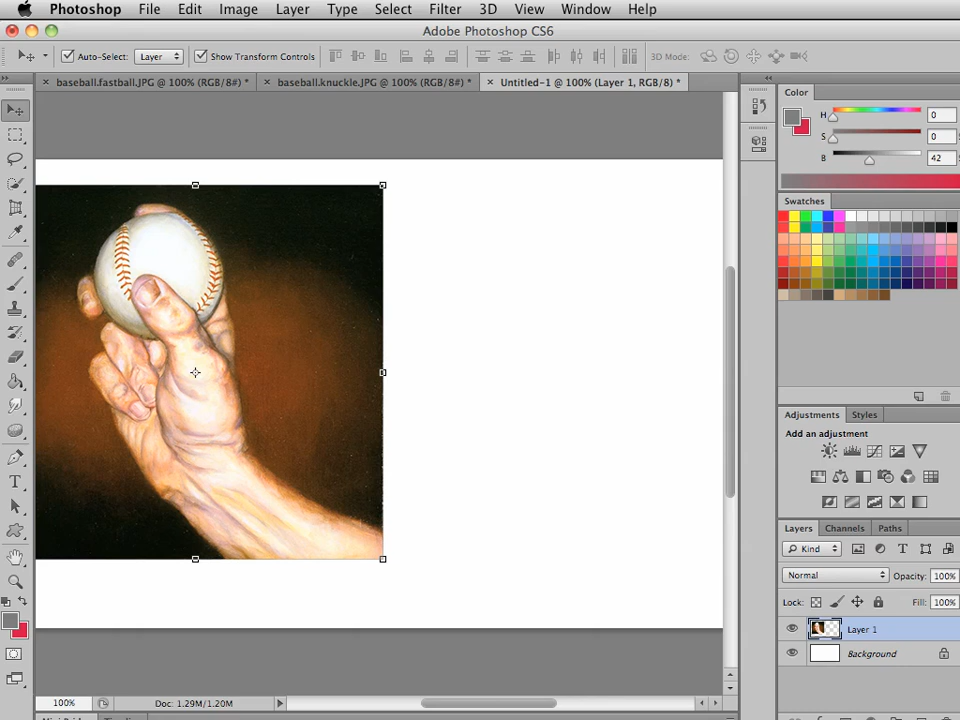 Photoshop File Edit Image Layer Type Select Filter 3D View Window Help
Adobe Photoshop CS6
Auto-Select: Layer Show Transform Controls 3D Mode:
baseball.fastball.JPG @ 100% (RGB/8#) * baseball.knuckle.JPG @ 100% (RGB/8#) * Untitled-1 @ 100% (Layer 1, RGB/8) *
Color
H 0
S 0
B 42
Swatches
Adjustments Styles
Add an adjustment
Layers Channels Paths
Kind
Normal Opacity: 100%
Lock: Fill: 100%
Layer 1
Background
100% Doc: 1.29M/1.20M